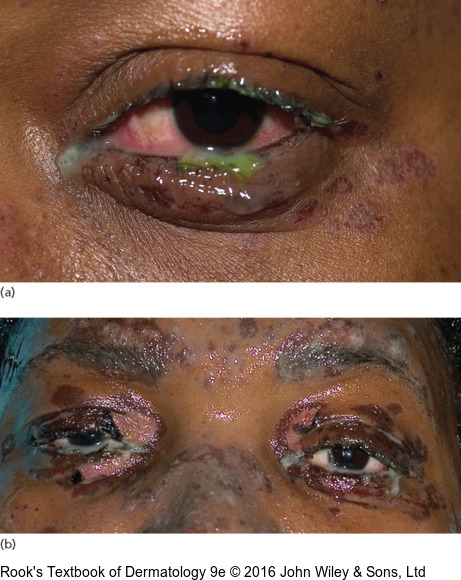 (a)
(b)
Rook's Textbook of Dermatology 9e © 2016 John Wiley & Sons, Ltd